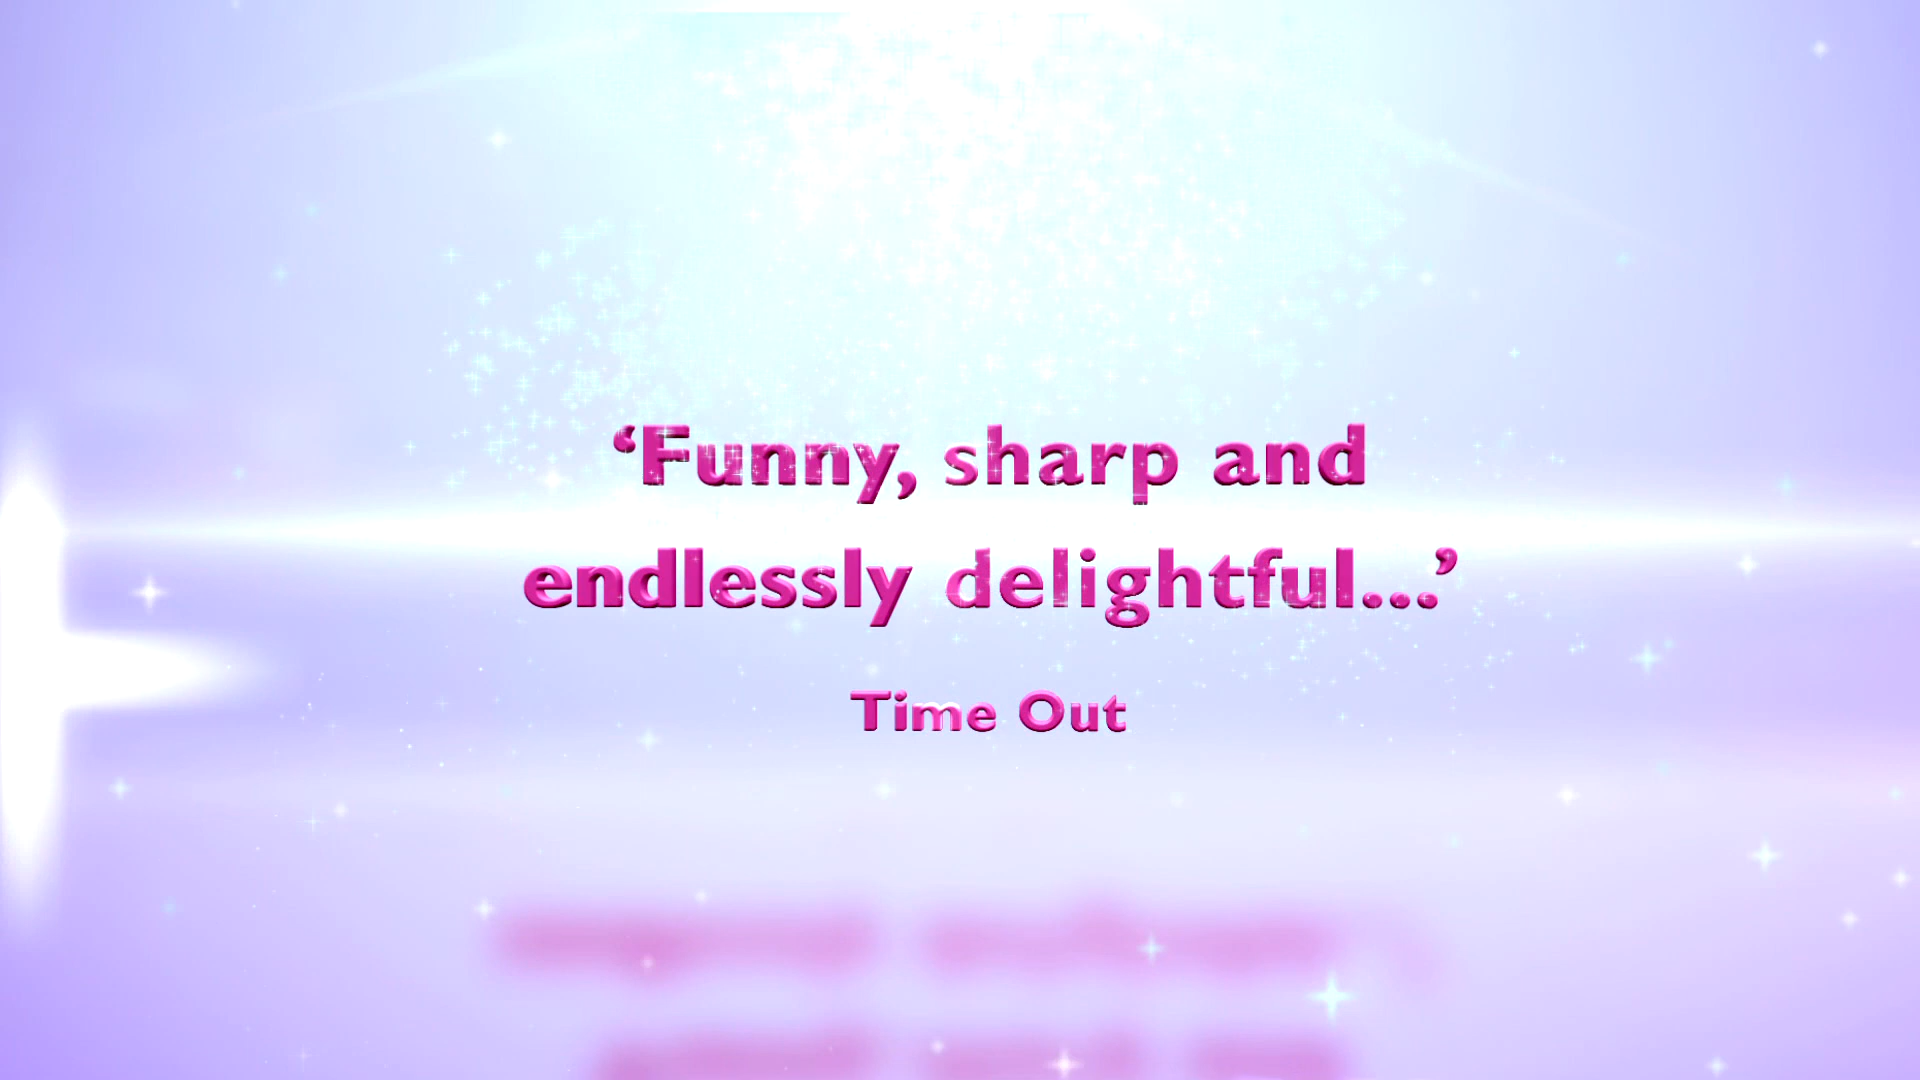 ‘Funny, sharp and
endlessly delightful...’
Time Out